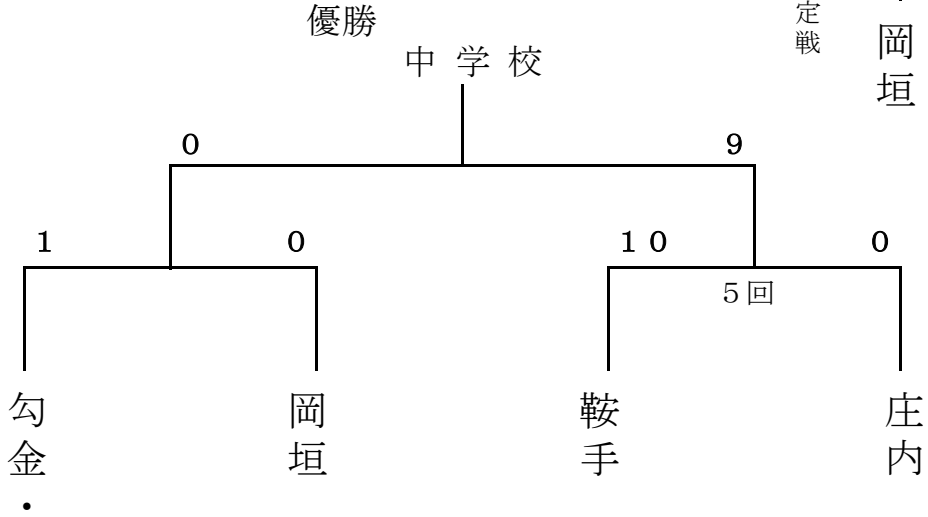 優勝
中学校
定戦
岡垣
０
９
１
０
１０
０
５回
勾金・
岡垣
鞍手
庄内